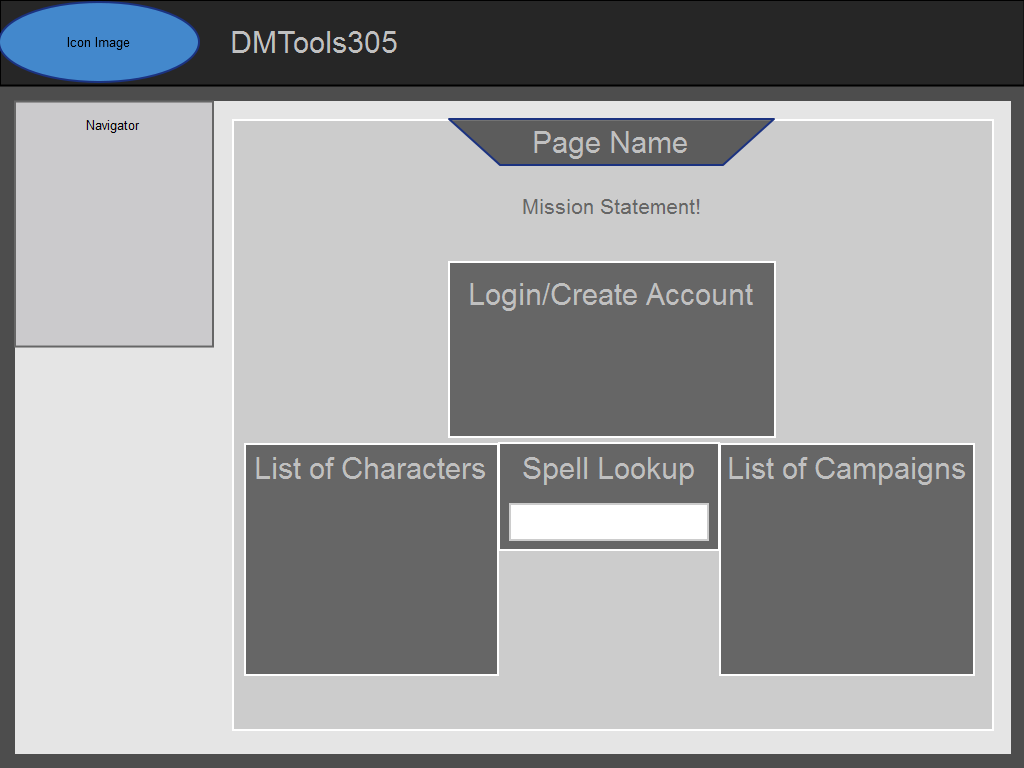 Icon Image
DMTools305
Navigator
Page Name
Mission Statement!
Login/Create Account
List of Characters
Spell Lookup
List of Campaigns